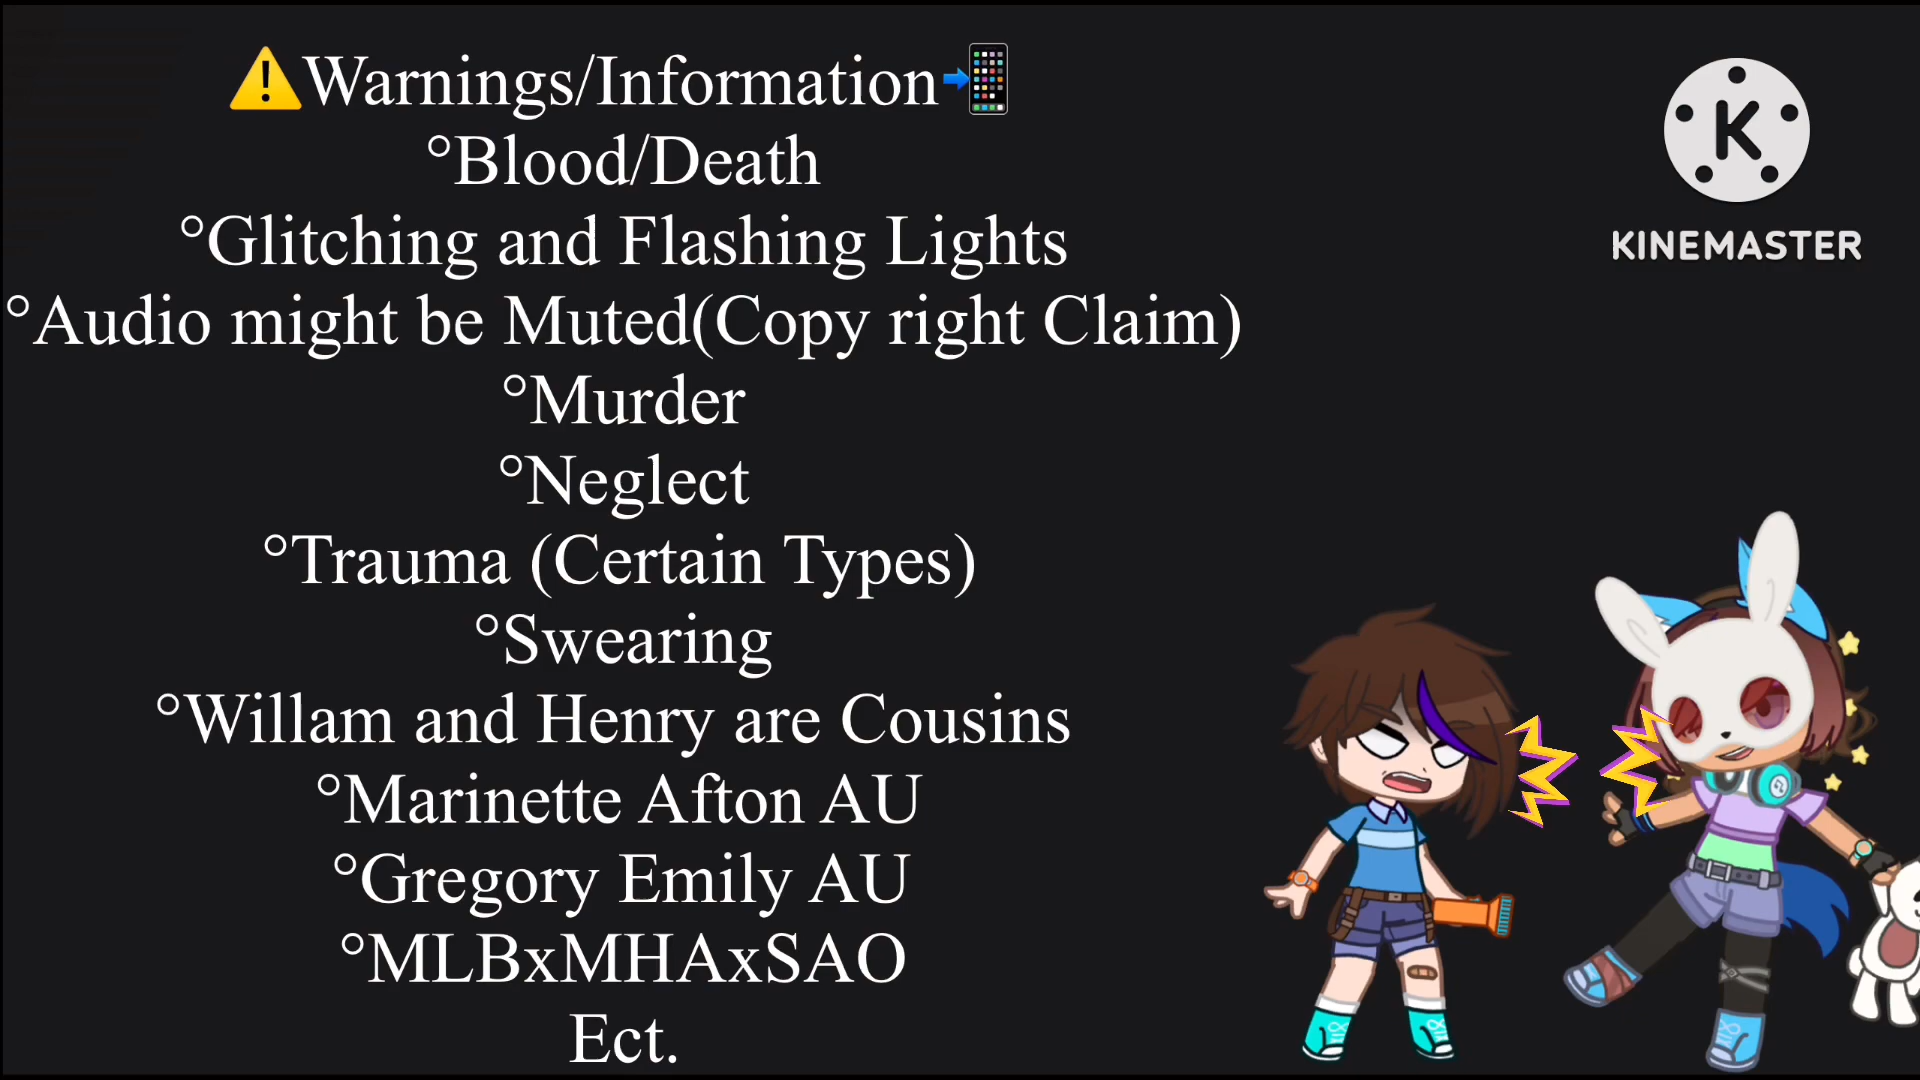 ⚠️Warnings/Information📲
°Blood/Death
°Glitching and Flashing Lights
°Audio might be Muted(Copy right Claim)
°Murder
°Neglect
°Trauma (Certain Types)
°Swearing
°Willam and Henry are Cousins
°Marinette Afton AU
°Gregory Emily AU
°MLBxMHAxSAO
Ect.
K
KINEMASTER